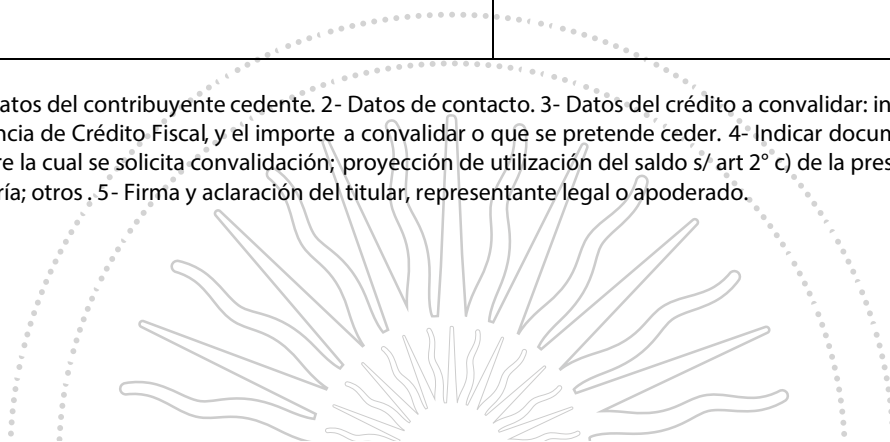 atos del contribuyente cedente. 2- Datos de contacto. 3- Datos del crédito a convalidar: in
ncia de Crédito Fiscal, y el importe a convalidar o que se pretende ceder. 4- Indicar docum
re la cual se solicita convalidación; proyección de utilización del saldo s/ art 2° c) de la pres
ría; otros . 5- Firma y aclaración del titular, representante legal o apoderado.